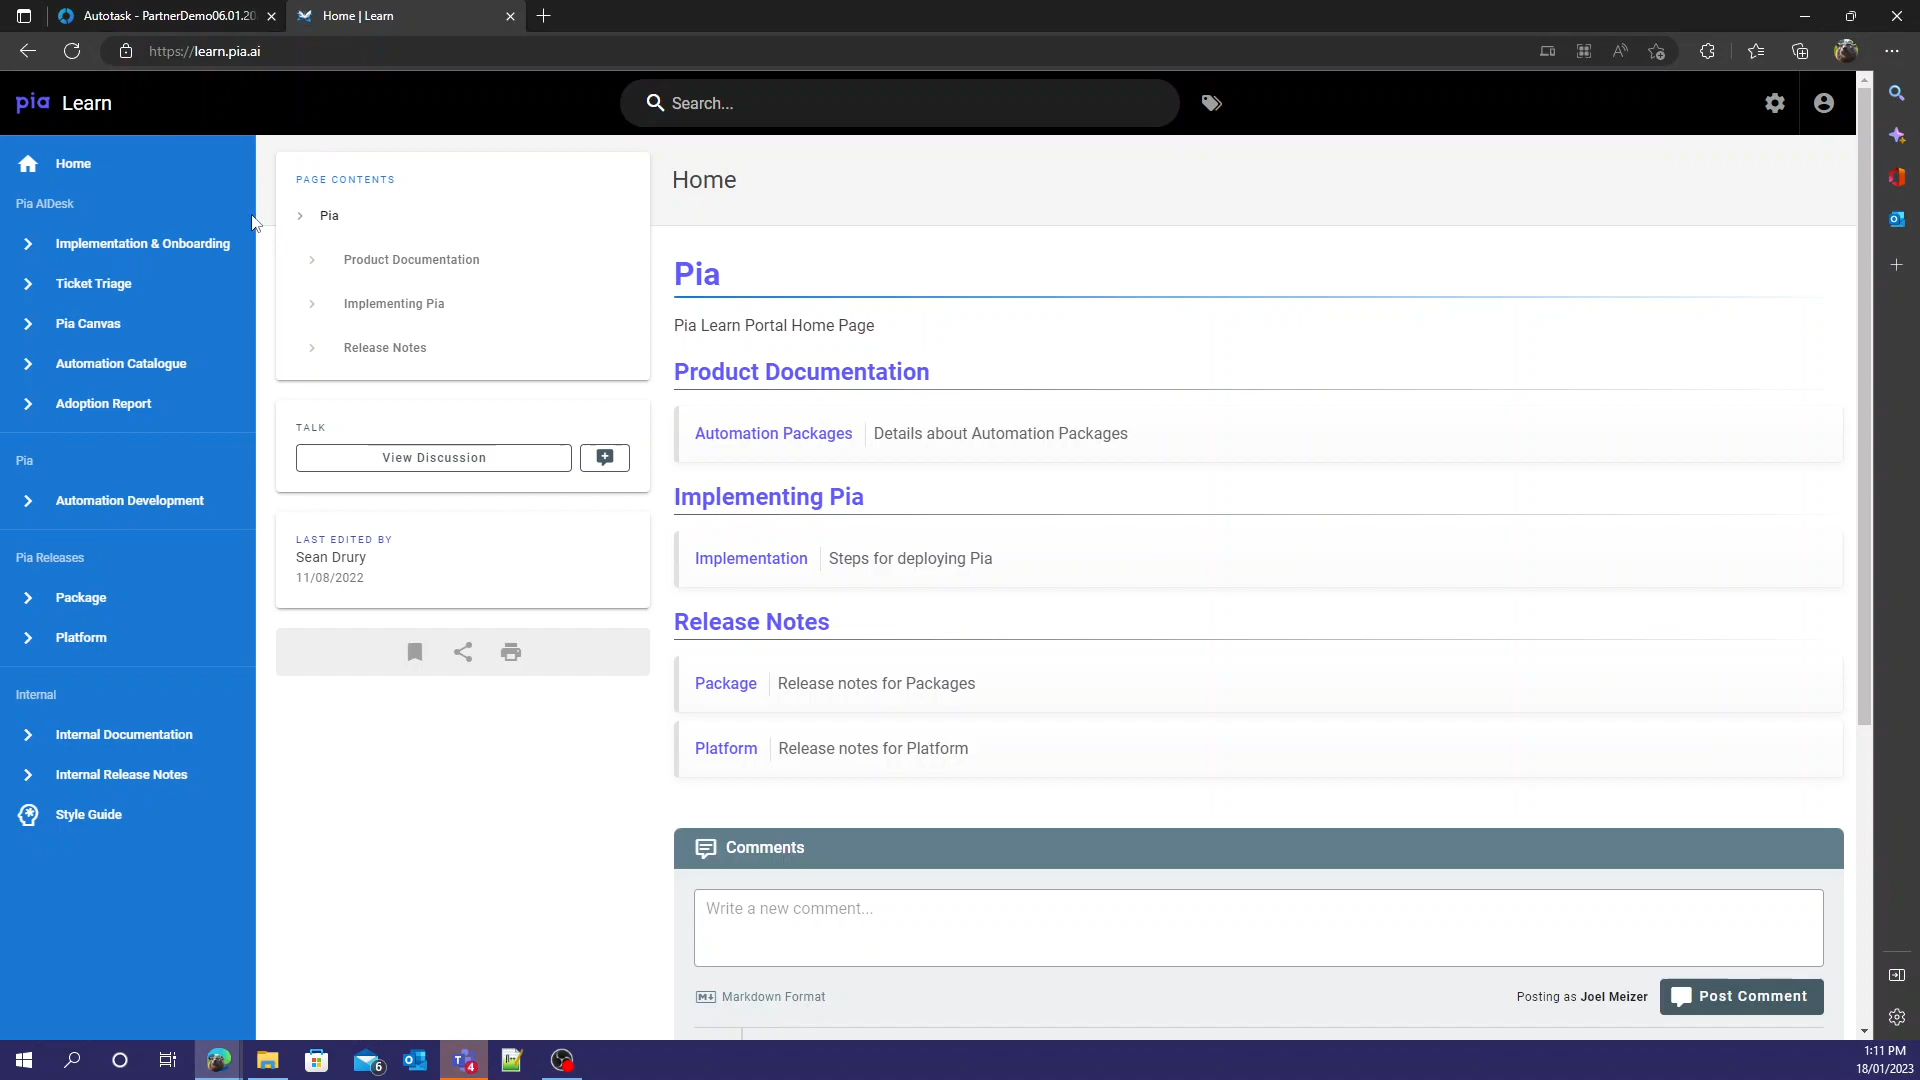 Autotask - PartnerDemo06.01.20
Home | Learn
https://learn.pia.ai
pia Learn
Search...
Home
Pia AIDesk
Implementation & Onboarding
Ticket Triage
Pia Canvas
Automation Catalogue
Adoption Report
Pia
Automation Development
Pia Releases
Package
Platform
Internal
Internal Documentation
Internal Release Notes
Style Guide
PAGE CONTENTS
Pia
Product Documentation
Implementing Pia
Release Notes
TALK
View Discussion
LAST EDITED BY
Sean Drury
11/08/2022
Home
Pia
Pia Learn Portal Home Page
Product Documentation
Automation Packages Details about Automation Packages
Implementing Pia
Implementation Steps for deploying Pia
Release Notes
Package Release notes for Packages
Platform Release notes for Platform
Comments
Write a new comment...
Markdown Format
Posting as Joel Meizer
Post Comment
6
4
1:11 PM
18/01/2023